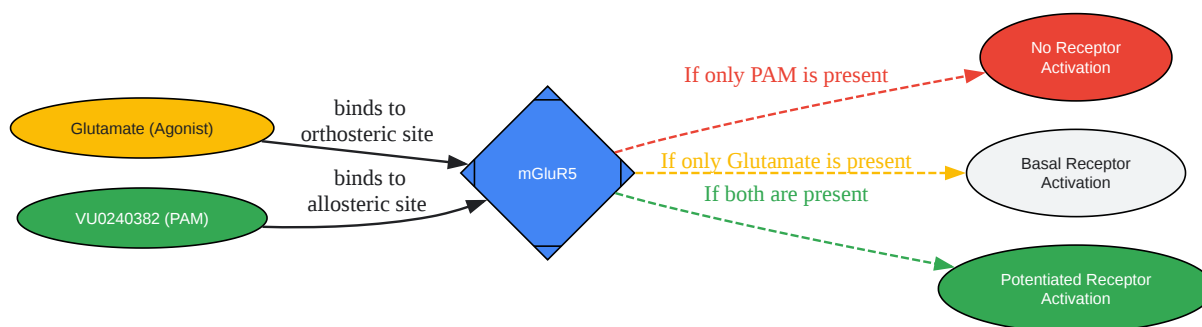 Glutamate (Agonist)
VU0240382 (PAM)
binds to
orthosteric site
binds to
allosteric site
mGluR5
If only PAM is present
If only Glutamate is present
If both are present
No Receptor
Activation
Basal Receptor
Activation
Potentiated Receptor
Activation